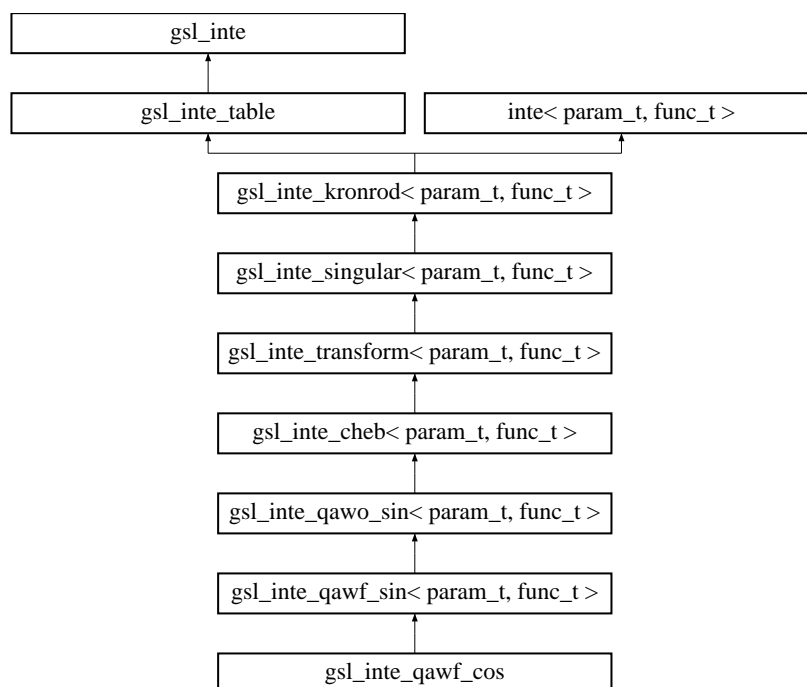 gsl_inte
gsl_inte_table
inte< param_t, func_t >
gsl_inte_kronrod< param_t, func_t >
gsl_inte_singular< param_t, func_t >
gsl_inte_transform< param_t, func_t >
gsl_inte_cheb< param_t, func_t >
gsl_inte_qawo_sin< param_t, func_t >
gsl_inte_qawf_sin< param_t, func_t >
gsl_inte_qawf_cos